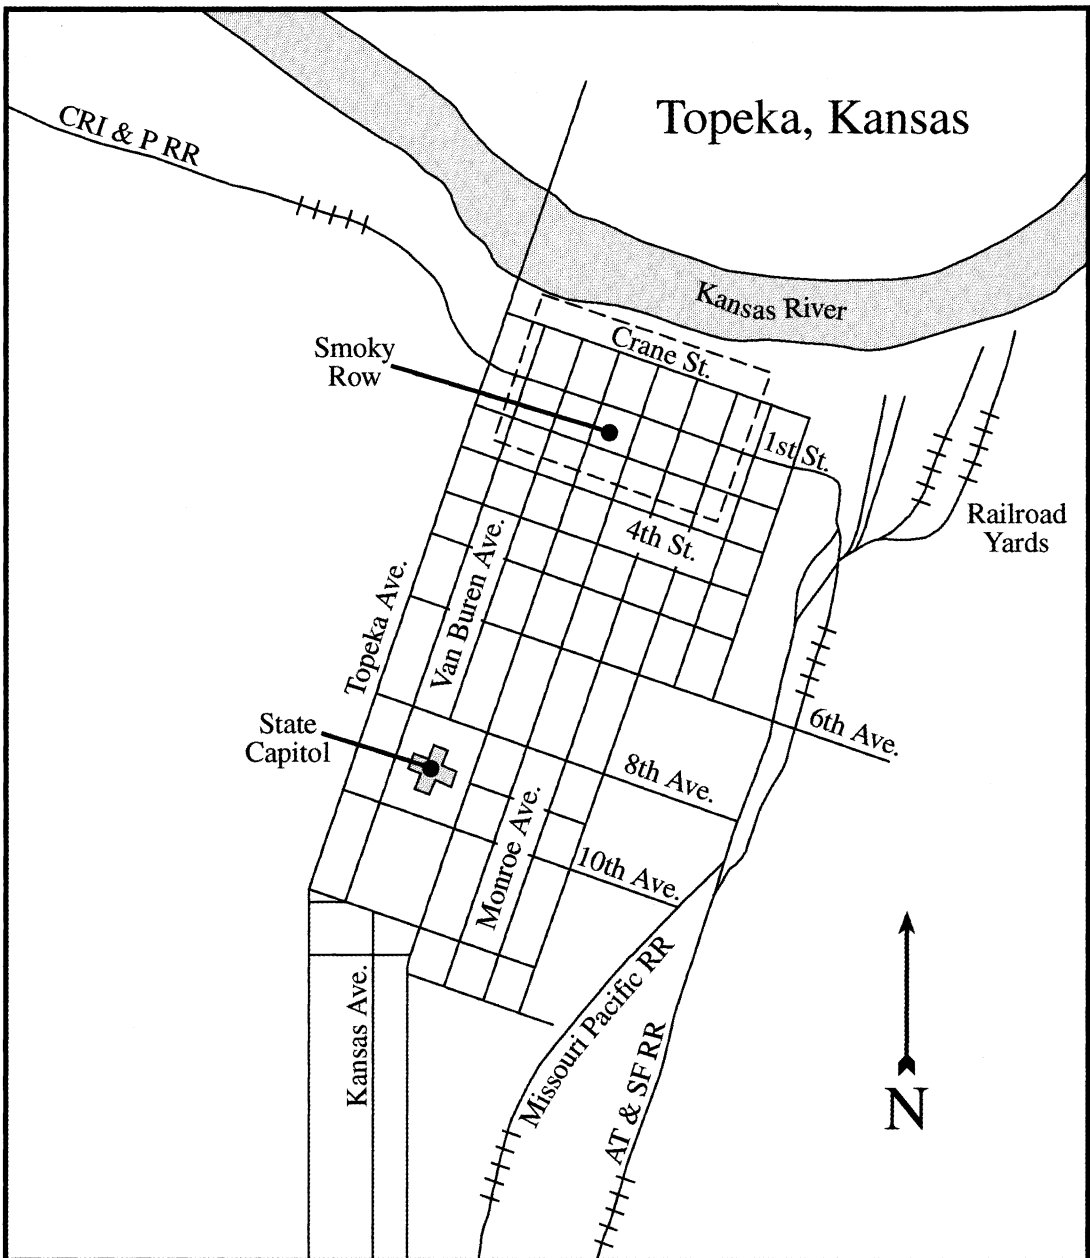 Topeka, Kansas
CRI & P RR
Kansas River
Crane St.
Smoky
Row
1st St.
Railroad
Yards
4th St.
Van Buren Ave.
Topeka Ave.
State
Capitol
6th Ave.
8th Ave.
Monroe Ave.
10th Ave.
Kansas Ave.
Missouri Pacific RR
AT & SF RR
N